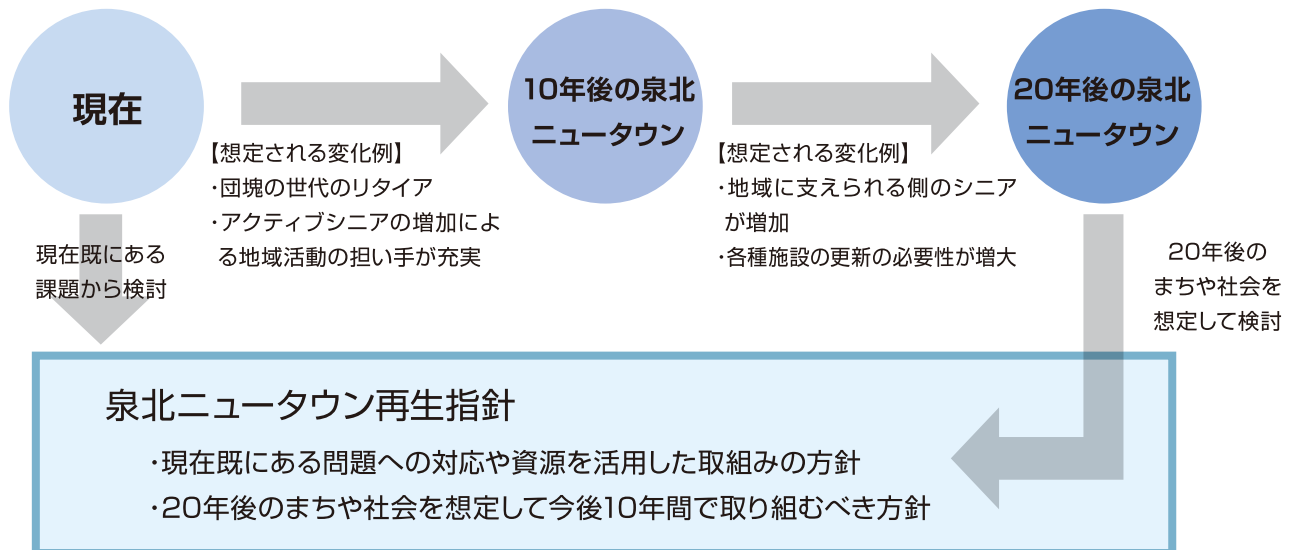 現在
10年後の泉北
ニュータウン
20年後の泉北
ニュータウン
【想定される変化例】
・団塊の世代のリタイア
・アクティブシニアの増加によ
る地域活動の担い手が充実
【想定される変化例】
・地域に支えられる側のシニア
が増加
・各種施設の更新の必要性が増大
現在既にある
課題から検討
20年後の
まちや社会を
想定して検討
泉北ニュータウン再生指針
・現在既にある問題への対応や資源を活用した取組みの方針
・20年後のまちや社会を想定して今後10年間で取り組むべき方針